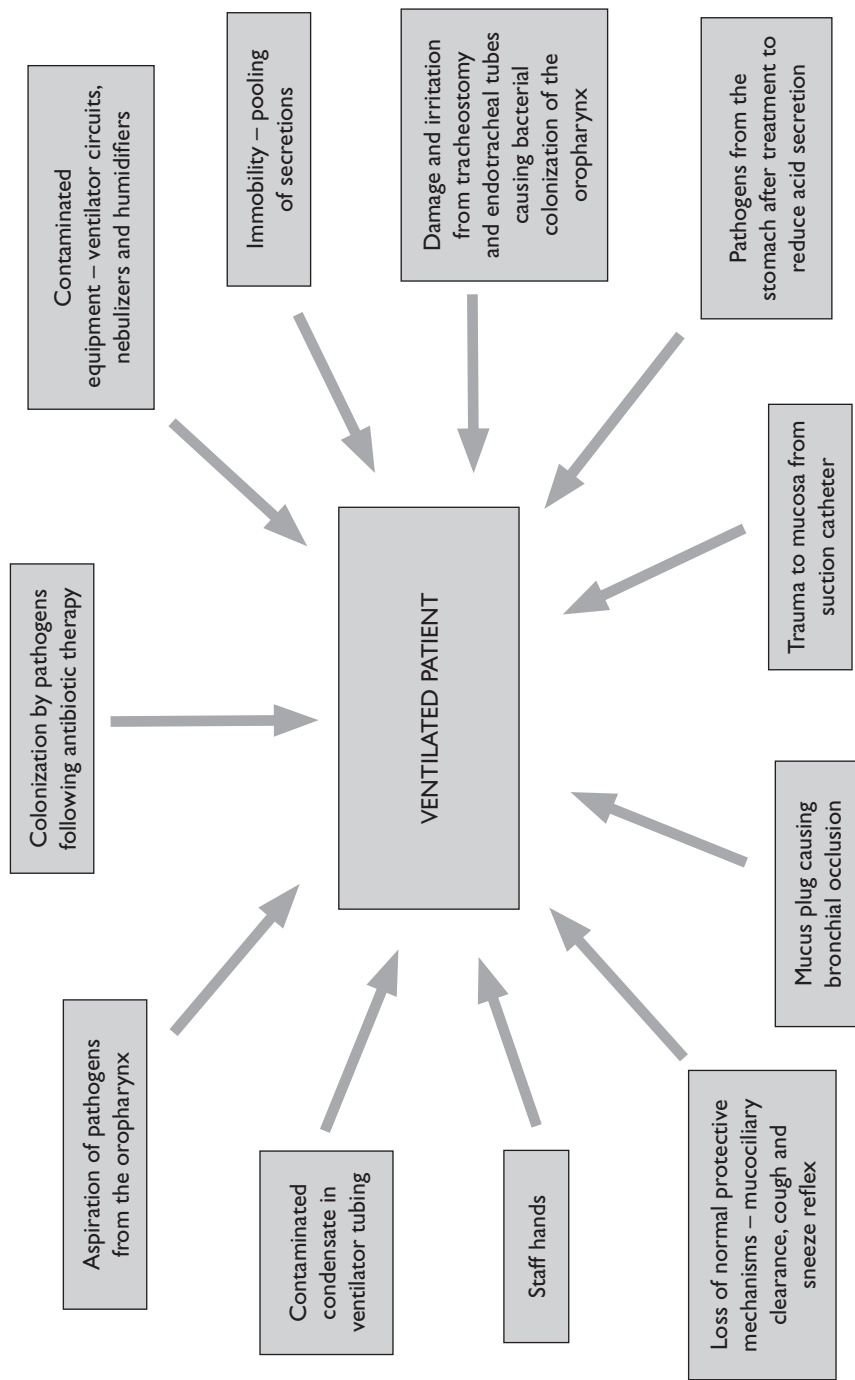 Aspiration of pathogens
from the oropharynx
Colonization by pathogens
following antibiotic therapy
Contaminated
equipment – ventilator circuits,
nebulizers and humidifiers
Contaminated
condensate in
ventilator tubing
Immobility – pooling
of secretions
Staff hands
VENTILATED PATIENT
Damage and irritation
from tracheostomy
and endotracheal tubes
causing bacterial
colonization of the
oropharynx
Loss of normal protective
mechanisms – mucociliary
clearance, cough and
sneeze reflex
Mucus plug causing
bronchial occlusion
Trauma to mucosa from
suction catheter
Pathogens from the
stomach after treatment to
reduce acid secretion